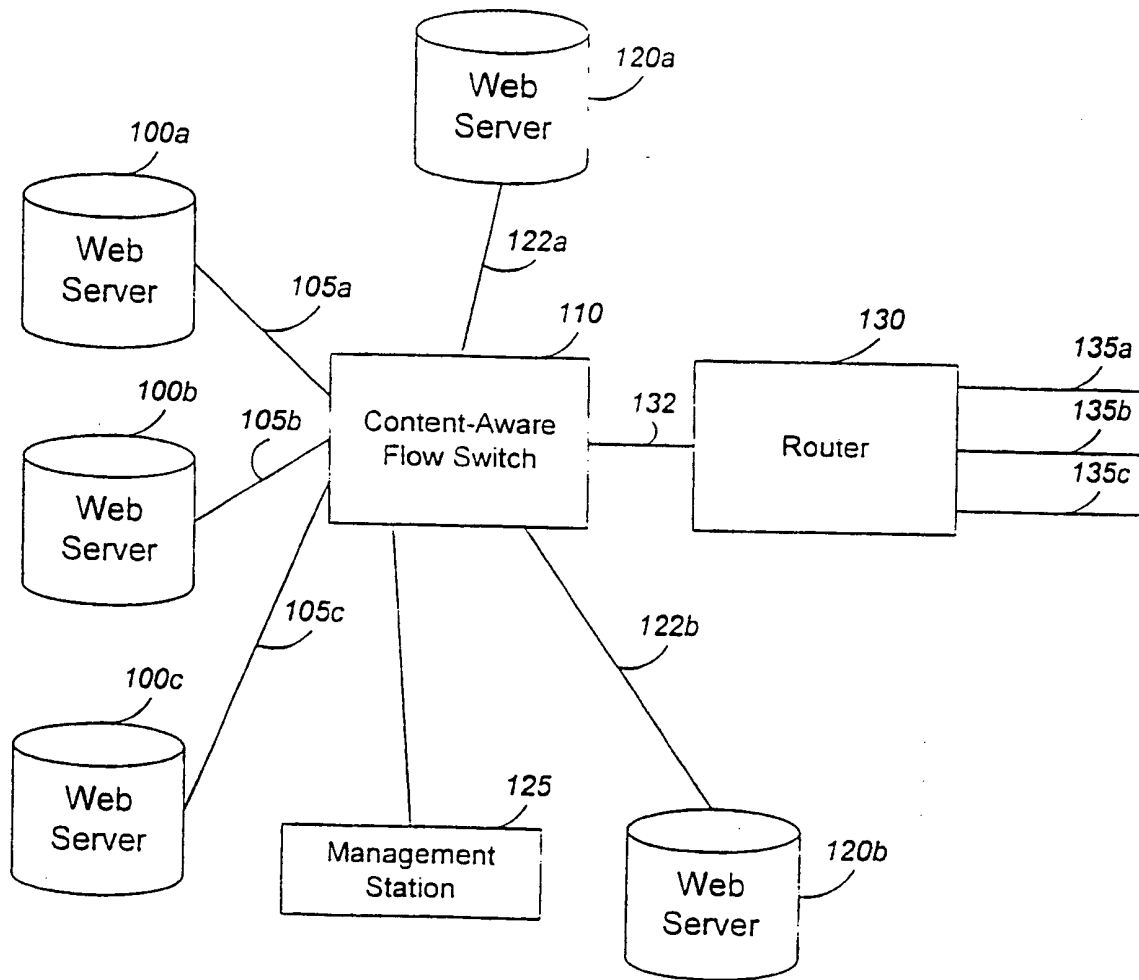 120a
Web
Server
100a
Web
Server
122a
105a
110
130
135a
100b
105b
Content-Aware
Flow Switch
132
Router
135b
135c
Web
Server
105c
122b
100c
Web
Server
125
Management
Station
120b
Web
Server